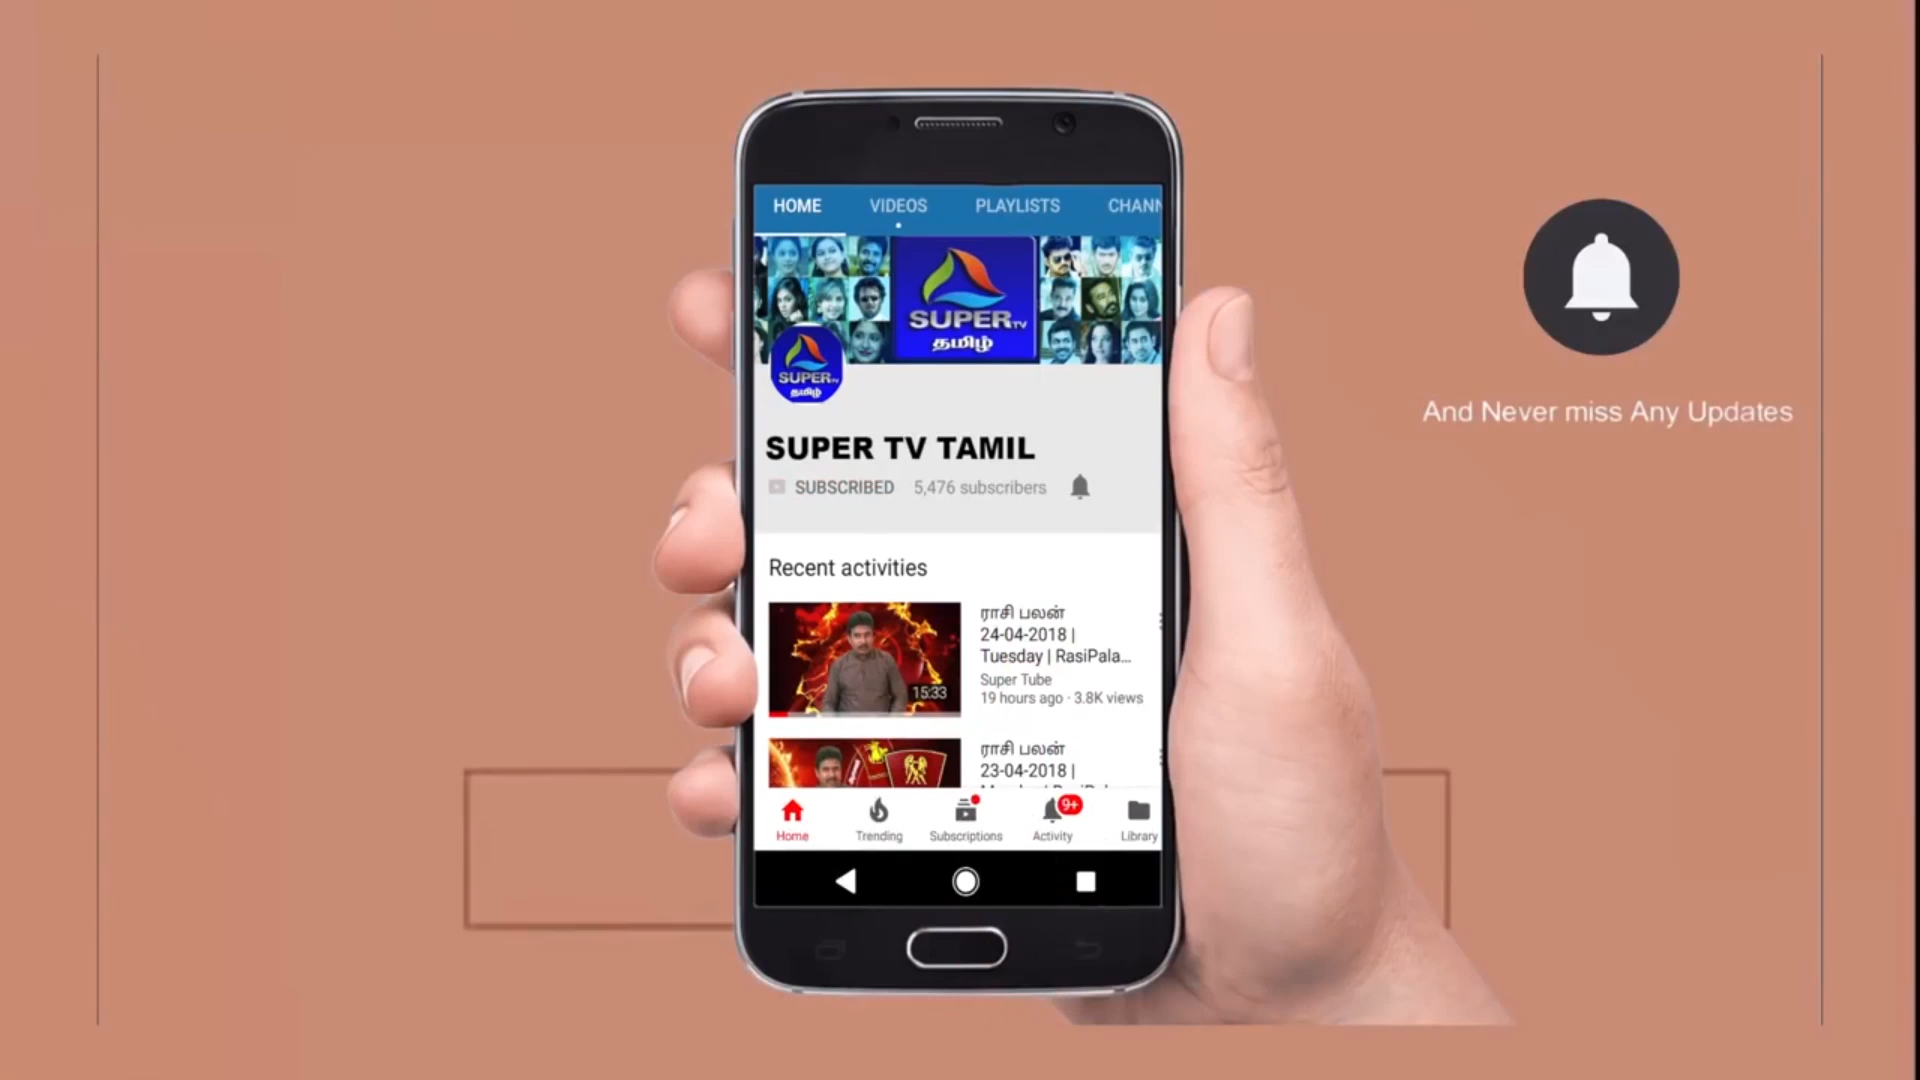 HOME VIDEOS PLAYLISTS CHANN
SUPER TV
தமிழ்
SUPER TV
தமிழ்
And Never miss Any Updates
SUPER TV TAMIL
SUBSCRIBED 5,476 subscribers
Recent activities
ராசி பலன்
24-04-2018 |
Tuesday | RasiPala...
Super Tube
19 hours ago · 3.8K views
15:33
ராசி பலன்
23-04-2018 |
9+
Home Trending Subscriptions Activity Library